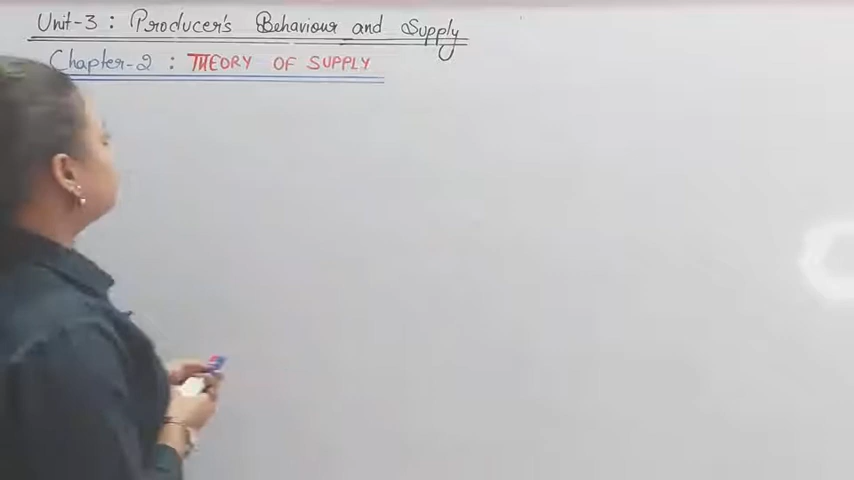 Unit-3 : Producer's Behaviour and Supply
Chapter-2 : THEORY OF SUPPLY